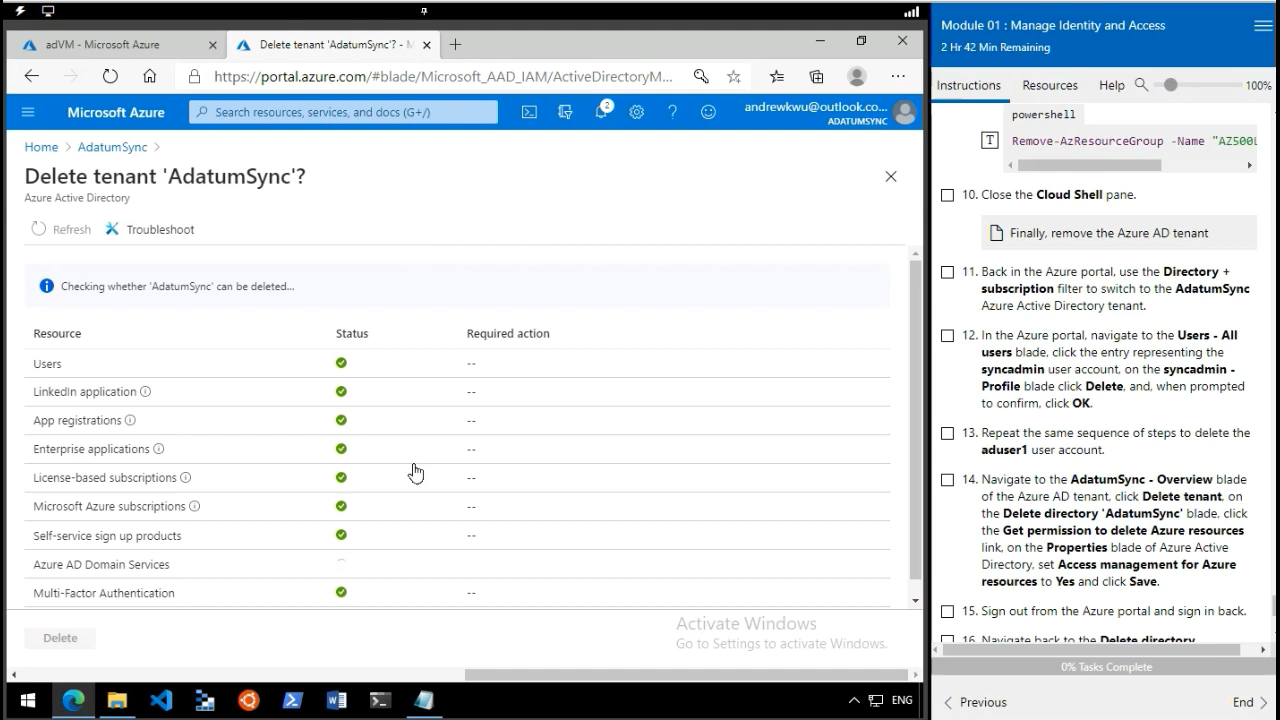 adVM - Microsoft Azure
Delete tenant 'AdatumSync'? - M
https://portal.azure.com/#blade/Microsoft_AAD_IAM/ActiveDirectoryM...
Microsoft Azure
Search resources, services, and docs (G+/)
2
andrewkwu@outlook.co...
ADATUMSYNC
Home > AdatumSync >
Delete tenant 'AdatumSync'?
Azure Active Directory
Refresh
Troubleshoot
Checking whether 'AdatumSync' can be deleted...
Resource Status Required action
Users --
LinkedIn application --
App registrations --
Enterprise applications --
License-based subscriptions --
Microsoft Azure subscriptions --
Self-service sign up products --
Azure AD Domain Services
Multi-Factor Authentication --
Delete
Activate Windows
Go to Settings to activate Windows.
ENG
Module 01 : Manage Identity and Access
2 Hr 42 Min Remaining
Instructions Resources Help 100%
powershell
T
Remove-AzResourceGroup -Name "AZ500L
10. Close the Cloud Shell pane.
Finally, remove the Azure AD tenant
11. Back in the Azure portal, use the Directory +
subscription filter to switch to the AdatumSync
Azure Active Directory tenant.
12. In the Azure portal, navigate to the Users - All
users blade, click the entry representing the
syncadmin user account, on the syncadmin -
Profile blade click Delete, and, when prompted
to confirm, click OK.
13. Repeat the same sequence of steps to delete the
aduser1 user account.
14. Navigate to the AdatumSync - Overview blade
of the Azure AD tenant, click Delete tenant, on
the Delete directory 'AdatumSync' blade, click
the Get permission to delete Azure resources
link, on the Properties blade of Azure Active
Directory, set Access management for Azure
resources to Yes and click Save.
15. Sign out from the Azure portal and sign in back.
16. Navigate back to the Delete directory
0% Tasks Complete
Previous
End